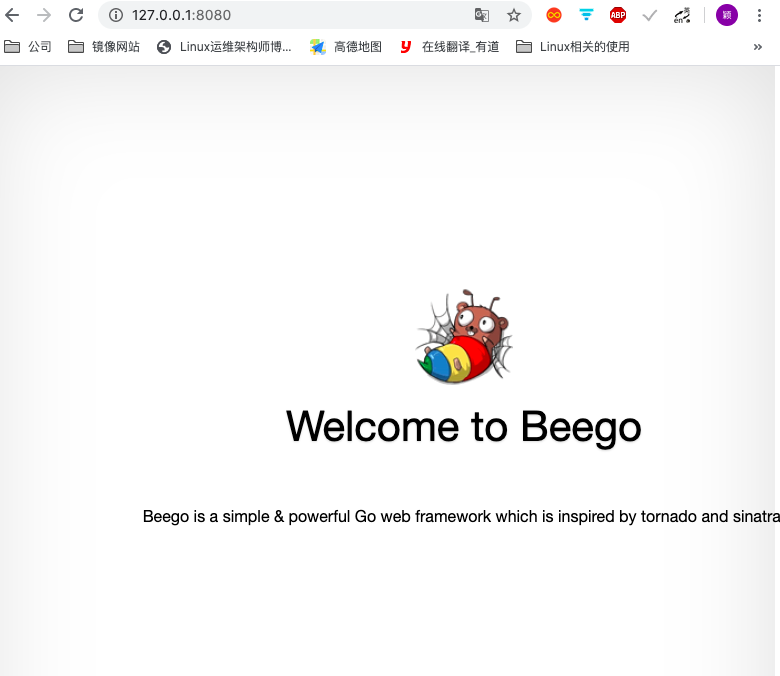 127.0.0.1:8080
ABP
英
en
颖
公司 镜像网站 Linux运维架构师博... 高德地图 在线翻译_有道 Linux相关的使用 »
Welcome to Beego
Beego is a simple & powerful Go web framework which is inspired by tornado and sinatra